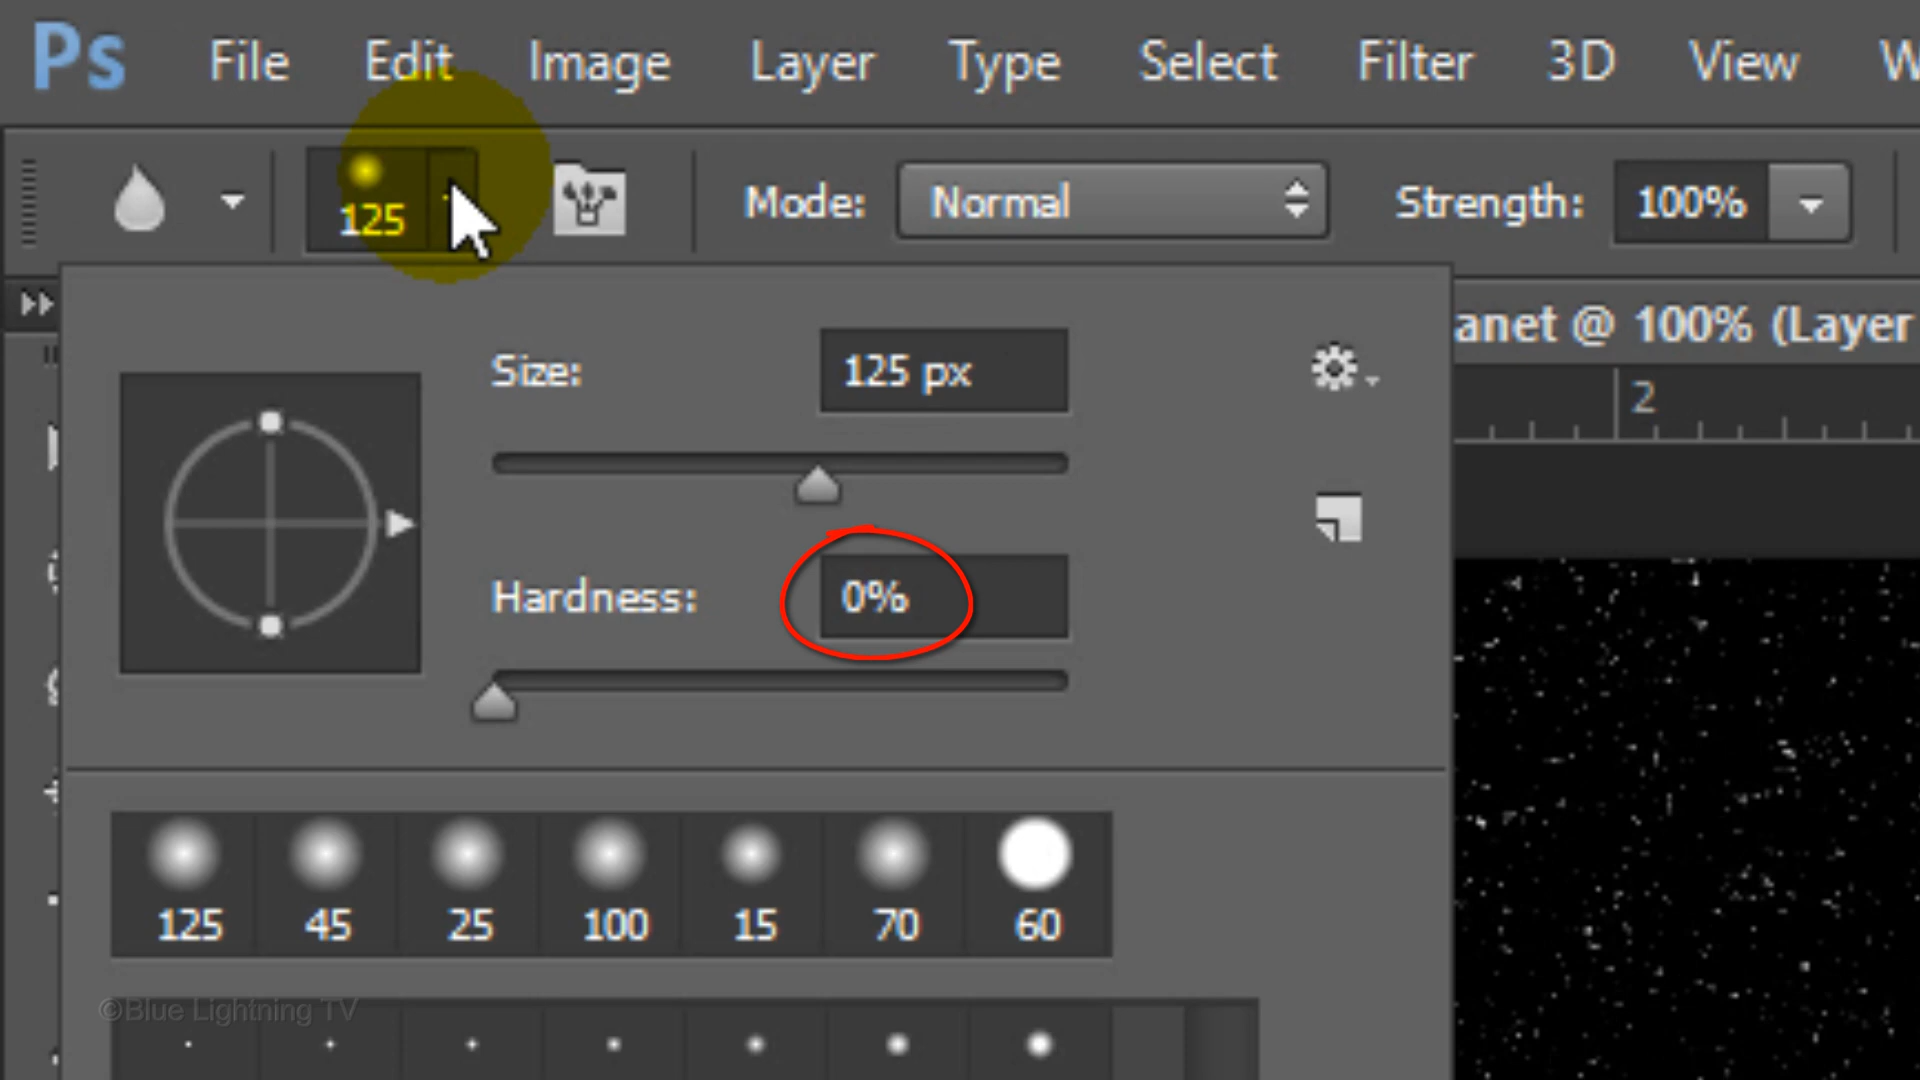 Ps File Edit Image Layer Type Select Filter 3D View W
125 Mode: Normal Strength: 100%
anet @ 100% (Layer
Size: 125 px
2
Hardness: 0%
125 45 25 100 15 70 60
©Blue Lightning TV